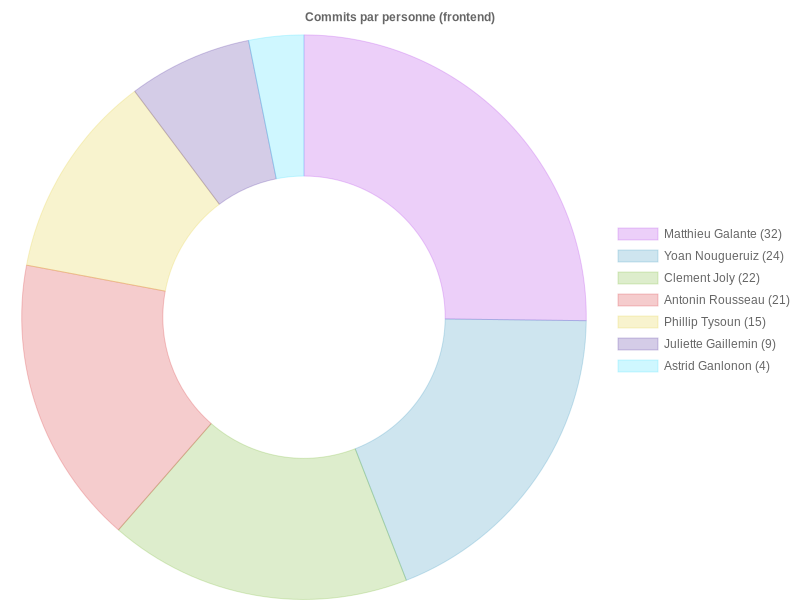 Commits par personne (frontend)
Matthieu Galante (32)
Yoan Nougueruiz (24)
Clement Joly (22)
Antonin Rousseau (21)
Phillip Tysoun (15)
Juliette Gaillemin (9)
Astrid Ganlonon (4)